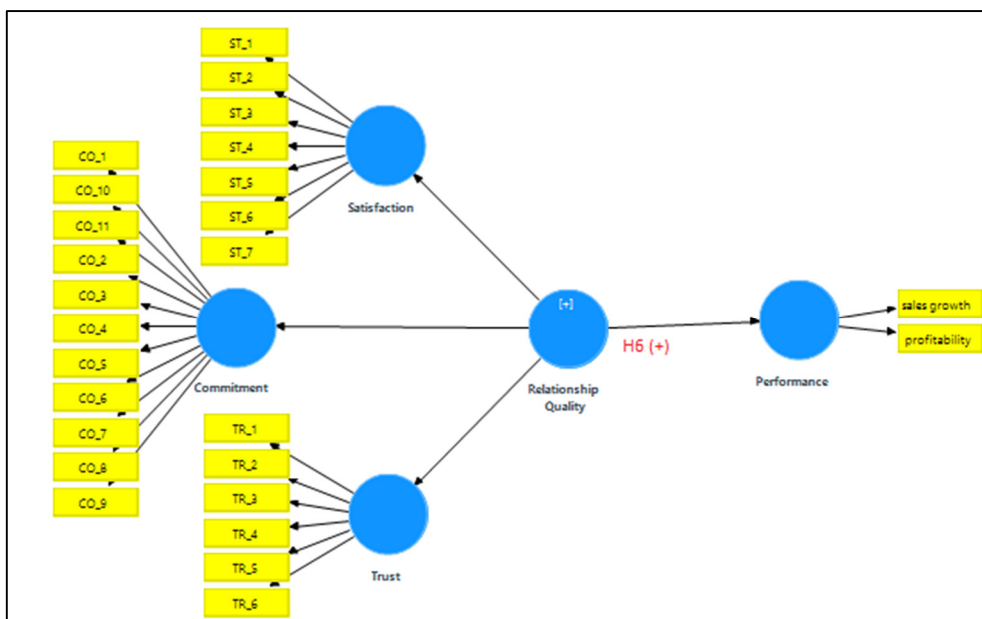 ST_1
ST_2
ST_3
ST_4
ST_5
ST_6
ST_7
Satisfaction
CO_1
CO_10
CO_11
CO_2
CO_3
CO_4
CO_5
CO_6
CO_7
CO_8
CO_9
Commitment
[+]
Relationship
Quality
H6 (+)
Performance
sales growth
profitability
TR_1
TR_2
TR_3
TR_4
TR_5
TR_6
Trust